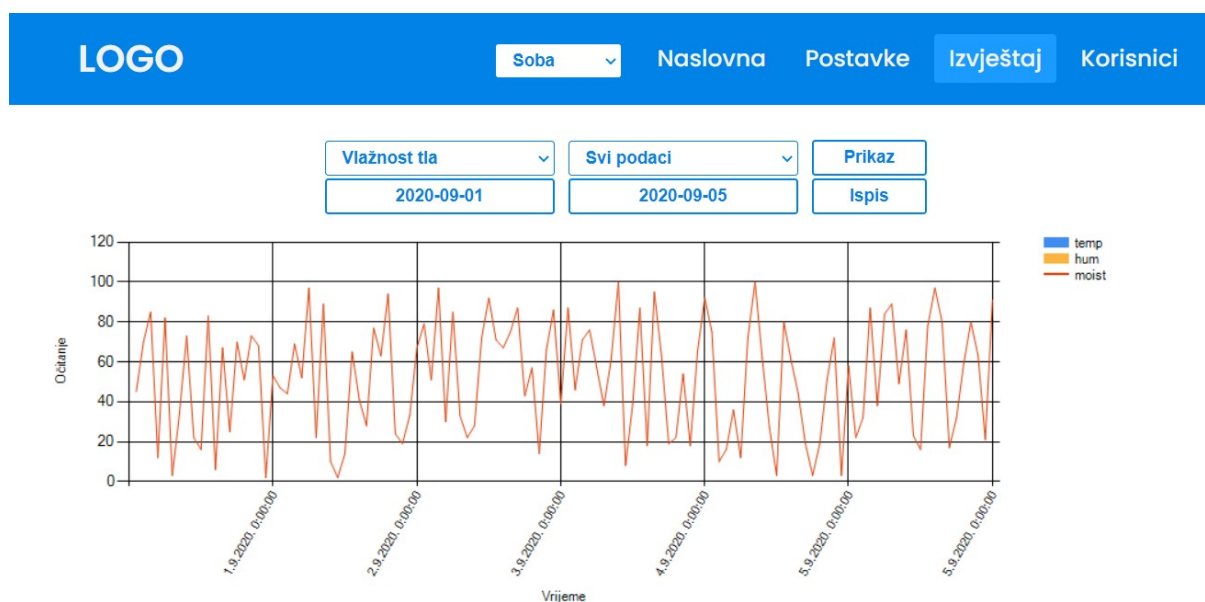 LOGO
Soba
Naslovna
Postavke
Izvještaj
Korisnici
Vlažnost tla
Svi podaci
Prikaz
2020-09-01
2020-09-05
Ispis
120
100
80
60
40
20
0
Očitanje
temp
hum
moist
1.9.2020. 0:00:00
2.9.2020. 0:00:00
3.9.2020. 0:00:00
4.9.2020. 0:00:00
5.9.2020. 0:00:00
5.9.2020. 0:00:00
Vrijeme